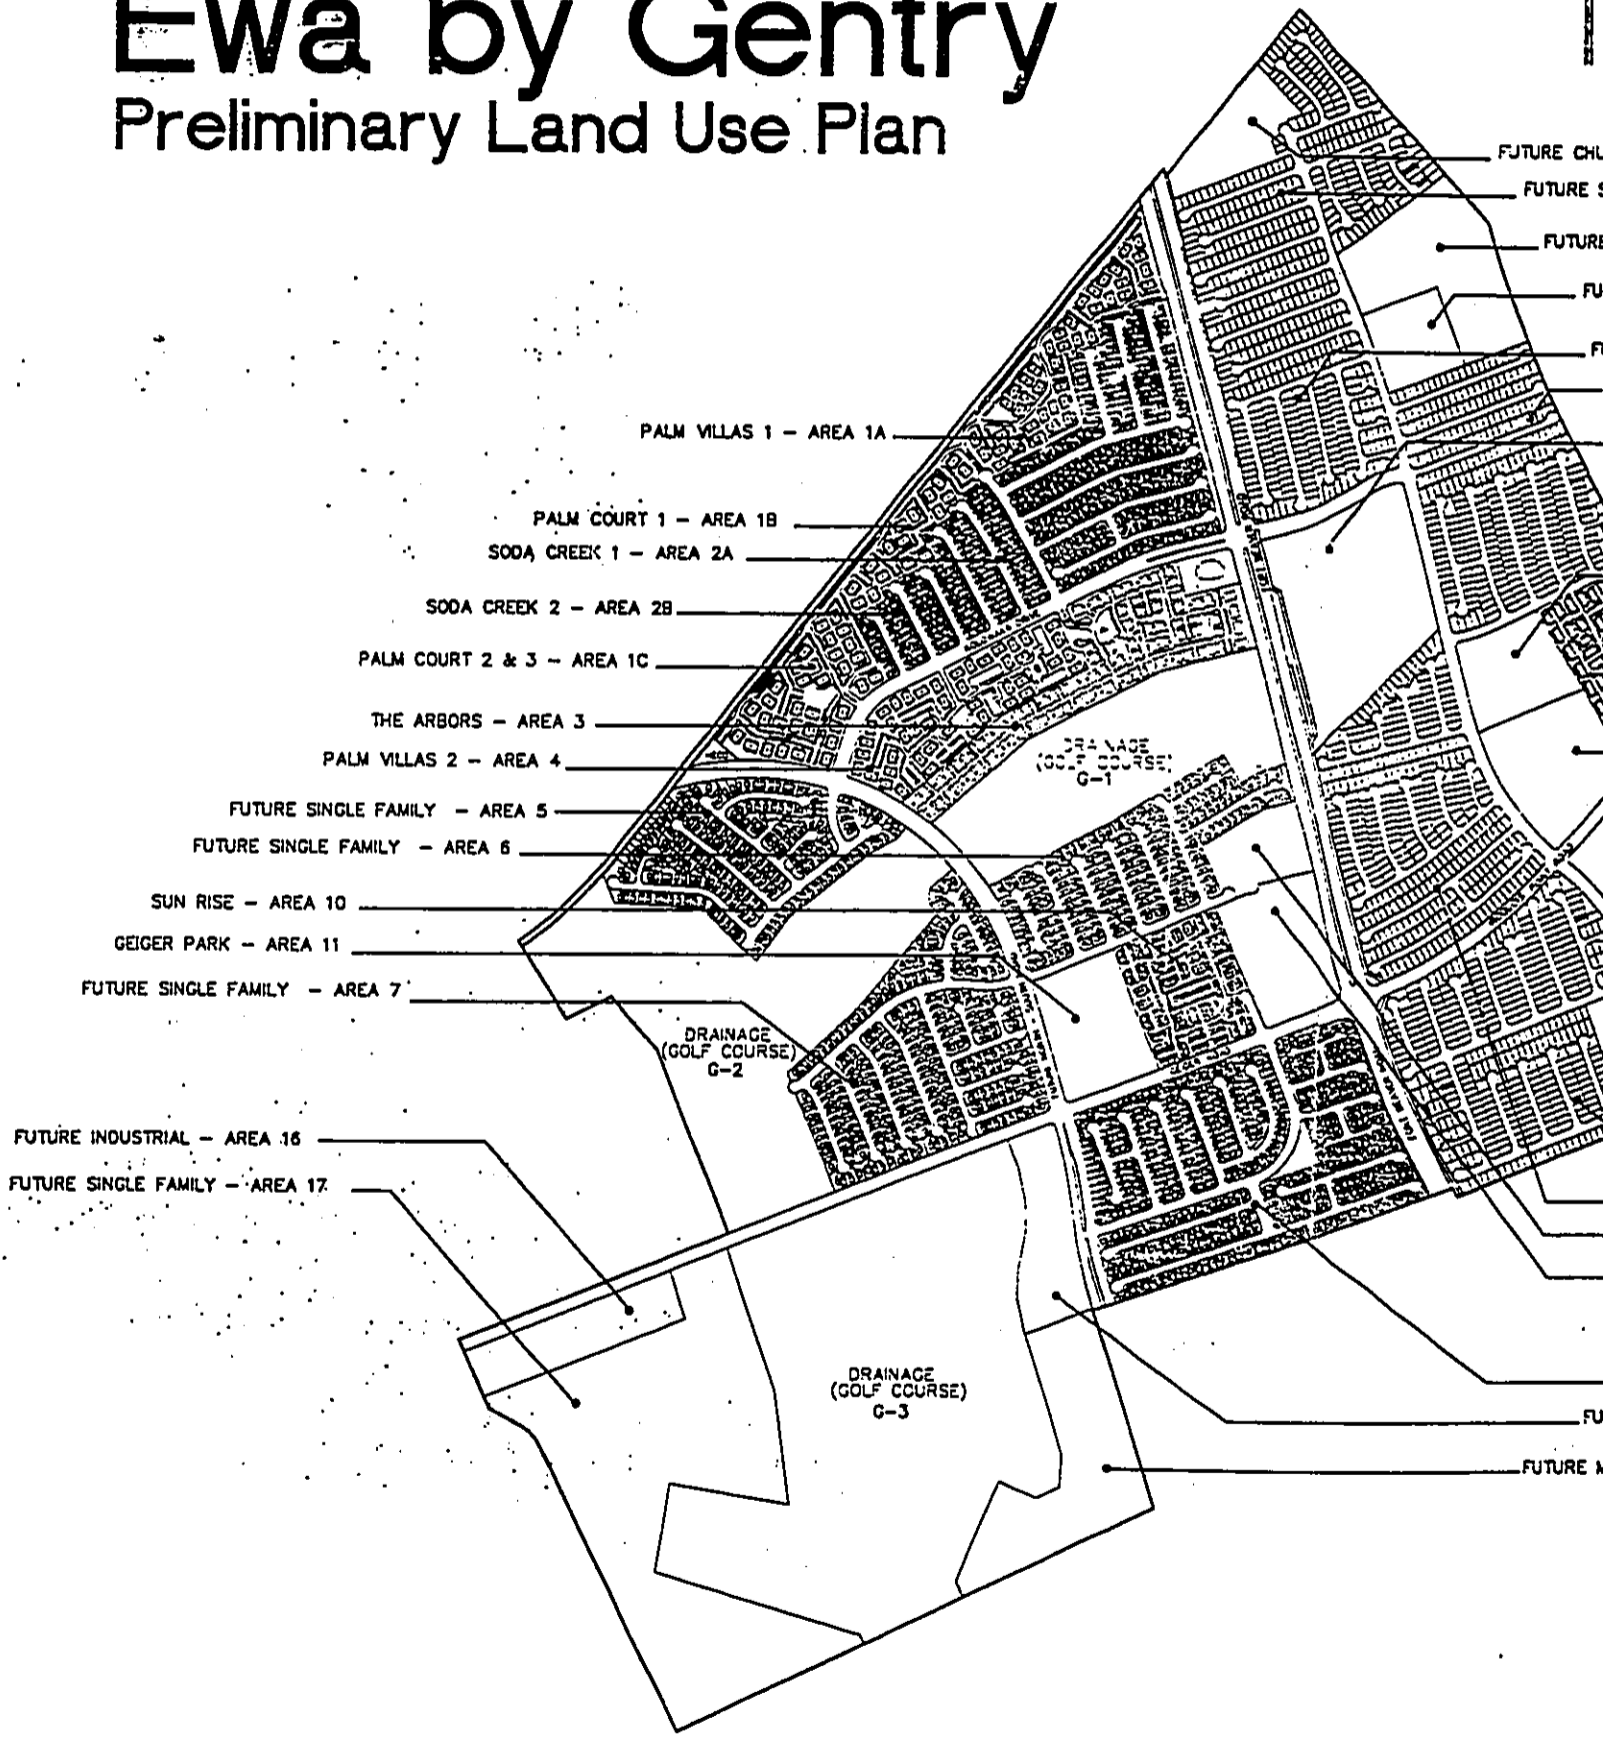 Ewa by Gentry
Preliminary Land Use Plan
FUTURE
FUTURE
FUTURE
PALM VILLAS 1 – AREA 1A
PALM COURT 1 – AREA 1B
SODA CREEK 1 – AREA 2A
SODA CREEK 2 – AREA 2B
PALM COURT 2 & 3 – AREA 1C
THE ARBORS – AREA 3
PALM VILLAS 2 – AREA 4
DRAINAGE
(GOLF COURSE)
G-1
FUTURE SINGLE FAMILY – AREA 5
FUTURE SINGLE FAMILY – AREA 6
SUN RISE – AREA 10
GEIGER PARK – AREA 11
FUTURE SINGLE FAMILY – AREA 7
DRAINAGE
(GOLF COURSE)
G-2
FUTURE INDUSTRIAL – AREA 16
FUTURE SINGLE FAMILY – AREA 17
DRAINAGE
(GOLF COURSE)
G-3
FUTURE